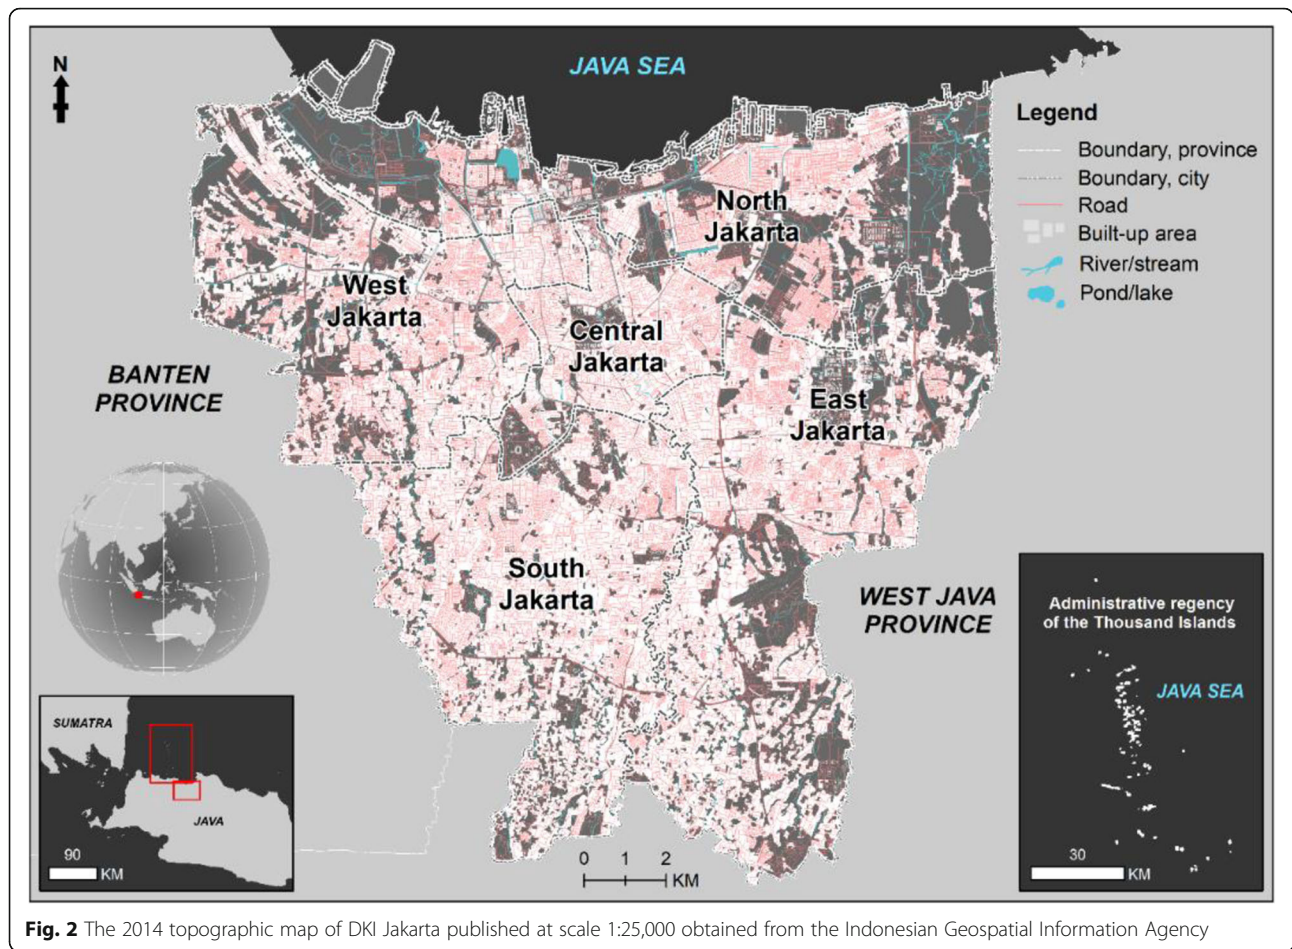 N
JAVA SEA
Legend
Boundary, province
Boundary, city
Road
Built-up area
River/stream
Pond/lake
North
Jakarta
West
Jakarta
Central
Jakarta
BANTEN
PROVINCE
East
Jakarta
South
Jakarta
WEST JAVA
PROVINCE
Administrative regency
of the Thousand Islands
JAVA SEA
30
KM
SUMATRA
JAVA
90
KM
0 1 2
KM
Fig. 2 The 2014 topographic map of DKI Jakarta published at scale 1:25,000 obtained from the Indonesian Geospatial Information Agency